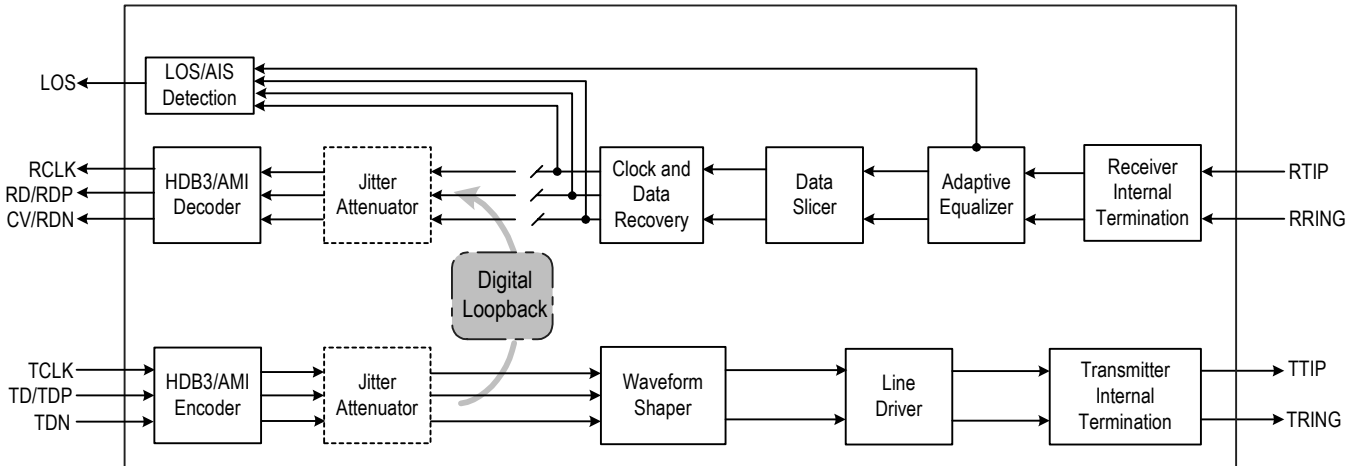 LOS
LOS/AIS
Detection
RCLK
RD/RDP
CV/RDN
HDB3/AMI
Decoder
Jitter
Attenuator
Clock and
Data
Recovery
Data
Slicer
Adaptive
Equalizer
Receiver
Internal
Termination
RTIP
RRING
Digital
Loopback
TCLK
TD/TDP
TDN
HDB3/AMI
Encoder
Jitter
Attenuator
Waveform
Shaper
Line
Driver
Transmitter
Internal
Termination
TTIP
TRING